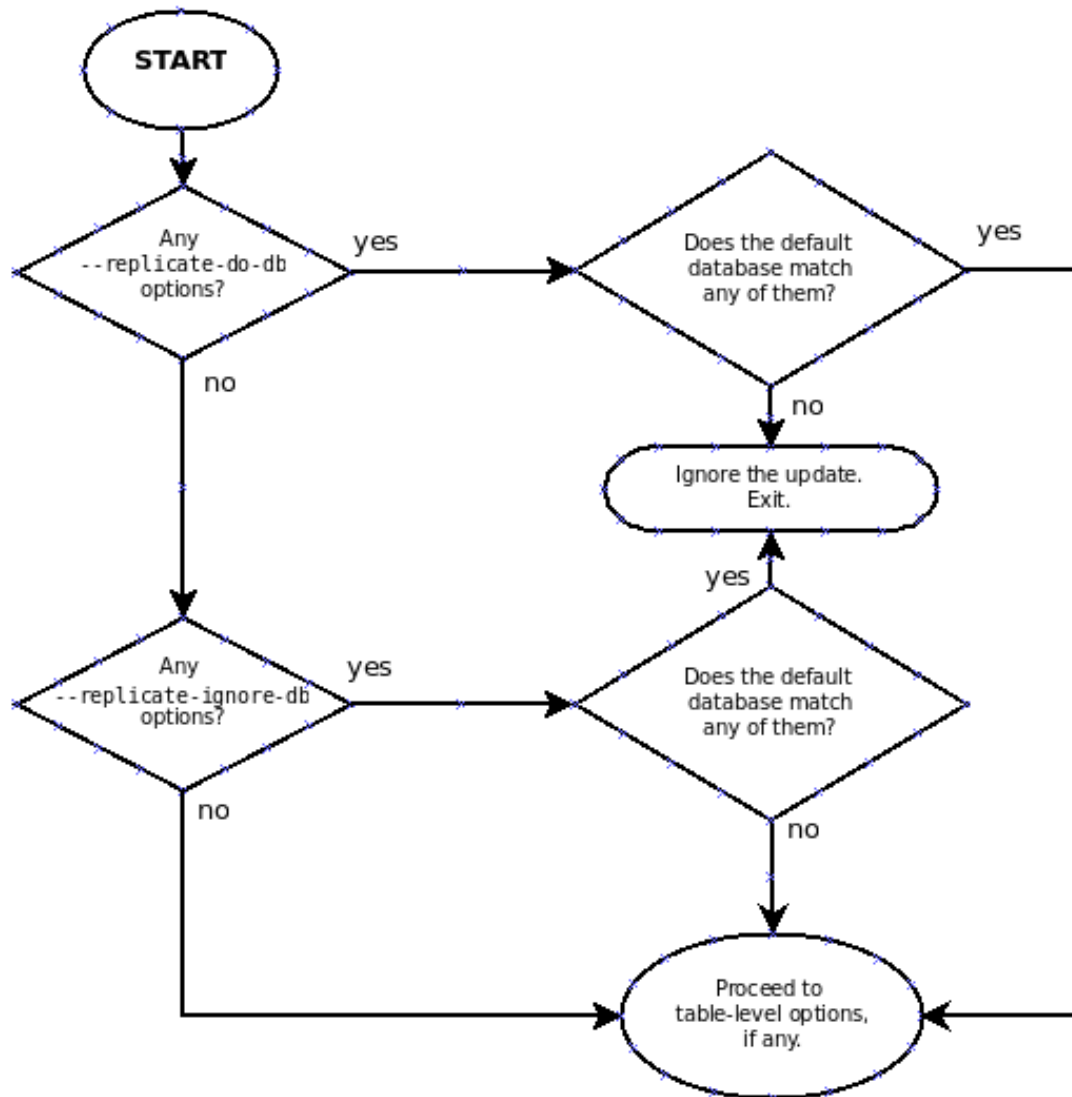 START
Any
--replicate-do-db
options?
yes
Does the default
database match
any of them?
yes
no
no
Ignore the update.
Exit.
yes
Any
--replicate-ignore-db
options?
yes
Does the default
database match
any of them?
no
no
Proceed to
table-level options,
if any.